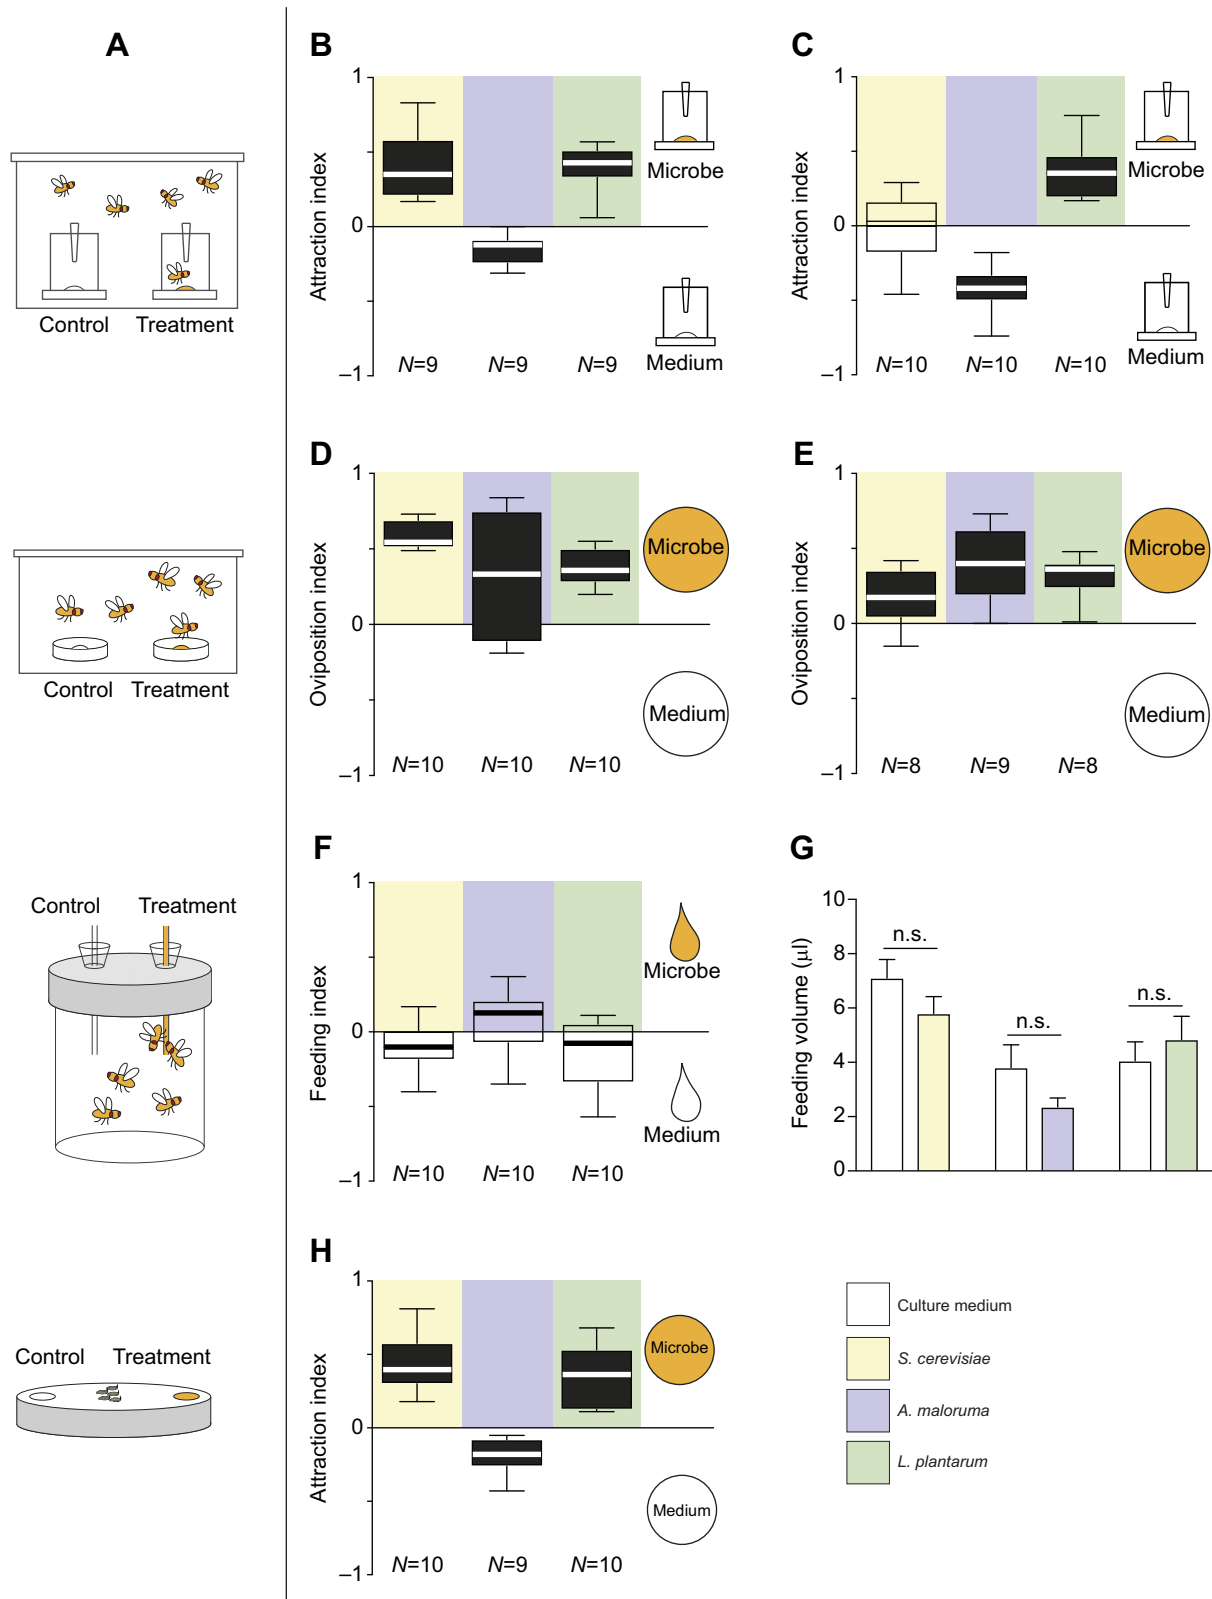 A
Control Treatment
Control Treatment
Control Treatment
Control Treatment
B
Attraction index
1
0
–1
N=9 N=9 N=9
Microbe
Medium
C
Attraction index
1
0
–1
N=10 N=10 N=10
Microbe
Medium
D
Oviposition index
1
0
–1
N=10 N=10 N=10
Microbe
Medium
E
Oviposition index
1
0
–1
N=8 N=9 N=8
Microbe
Medium
F
Feeding index
1
0
–1
N=10 N=10 N=10
Microbe
Medium
G
Feeding volume (μl)
10
8
6
4
2
0
n.s.
n.s.
n.s.
H
Attraction index
1
0
–1
N=10 N=9 N=10
Microbe
Medium
Culture medium
S. cerevisiae
A. maloruma
L. plantarum